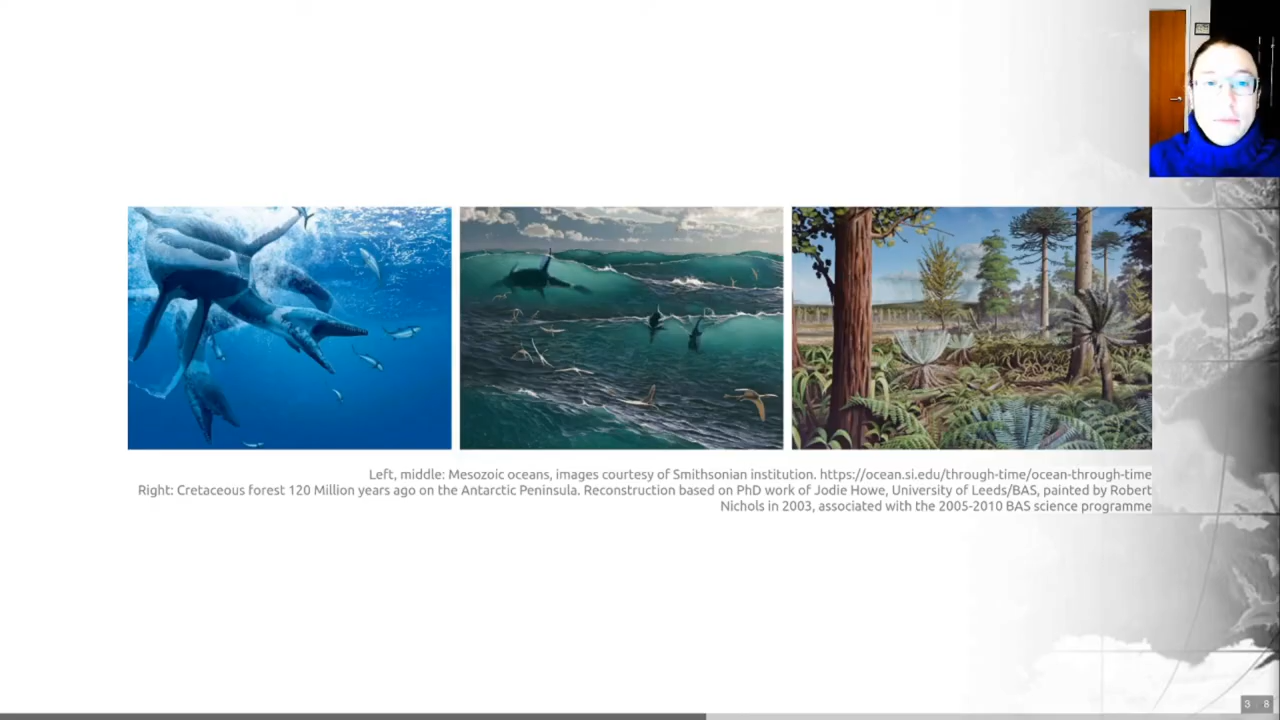 Left, middle: Mesozoic oceans, images courtesy of Smithsonian institution. https://ocean.si.edu/through-time/ocean-through-time
Right: Cretaceous forest 120 Million years ago on the Antarctic Peninsula. Reconstruction based on PhD work of Jodie Howe, University of Leeds/BAS, painted by Robert
Nichols in 2003, associated with the 2005-2010 BAS science programme
3 8